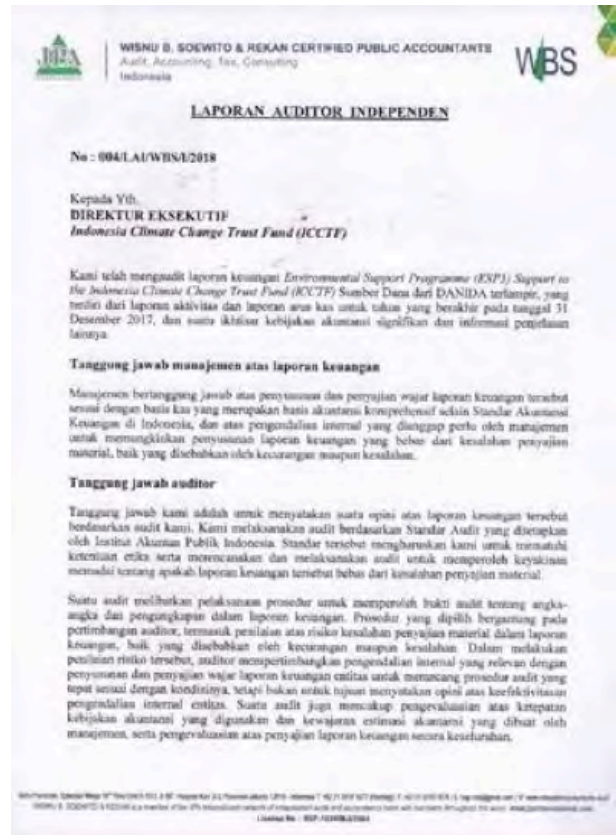 WISNU B. SOEWITO & REKAN CERTIFIED PUBLIC ACCOUNTANTS
Audit, Accounting, Tax, Consulting
Indonesia
WBS
LAPORAN AUDITOR INDEPENDEN
No : 004/LAI/WBS/I/2018
Kepada Yth.
DIREKTUR EKSEKUTIF
Indonesia Climate Change Trust Fund (ICCTF)
Kami telah mengaudit laporan keuangan Environmental Support Programme (ESP3) Support to
the Indonesia Climate Change Trust Fund (ICCTF) Sumber Dana dari DANIDA terlampir, yang
terdiri dari laporan aktivitas dan laporan arus kas untuk tahun yang berakhir pada tanggal 31
Desember 2017, dan suatu ikhtisar kebijakan akuntansi signifikan dan informasi penjelasan
lainnya.
Tanggung jawab manajemen atas laporan keuangan
Manajemen bertanggung jawab atas penyusunan dan penyajian wajar laporan keuangan tersebut
sesuai dengan basis kas yang merupakan basis akuntansi komprehensif selain Standar Akuntansi
Keuangan di Indonesia, dan atas pengendalian internal yang dianggap perlu oleh manajemen
untuk memungkinkan penyusunan laporan keuangan yang bebas dari kesalahan penyajian
material, baik yang disebabkan oleh kecurangan maupun kesalahan.
Tanggung jawab auditor
Tanggung jawab kami adalah untuk menyatakan suatu opini atas laporan keuangan tersebut
berdasarkan audit kami. Kami melaksanakan audit berdasarkan Standar Audit yang ditetapkan
oleh Institut Akuntan Publik Indonesia. Standar tersebut mengharuskan kami untuk mematuhi
ketentuan etika serta merencanakan dan melaksanakan audit untuk memperoleh keyakinan
memadai tentang apakah laporan keuangan tersebut bebas dari kesalahan penyajian material.
Suatu audit melibatkan pelaksanaan prosedur untuk memperoleh bukti audit tentang angka-
angka dan pengungkapan dalam laporan keuangan. Prosedur yang dipilih bergantung pada
pertimbangan auditor, termasuk penilaian atas risiko kesalahan penyajian material dalam laporan
keuangan, baik yang disebabkan oleh kecurangan maupun kesalahan. Dalam melakukan
penilaian risiko tersebut, auditor mempertimbangkan pengendalian internal yang relevan dengan
penyusunan dan penyajian wajar laporan keuangan entitas untuk merancang prosedur audit yang
tepat sesuai dengan kondisinya, tetapi bukan untuk tujuan menyatakan opini atas keefektivitasan
pengendalian internal entitas. Suatu audit juga mencakup pengevaluasian atas ketepatan
kebijakan akuntansi yang digunakan dan kewajaran estimasi akuntansi yang dibuat oleh
manajemen, serta pengevaluasian atas penyajian laporan keuangan secara keseluruhan.